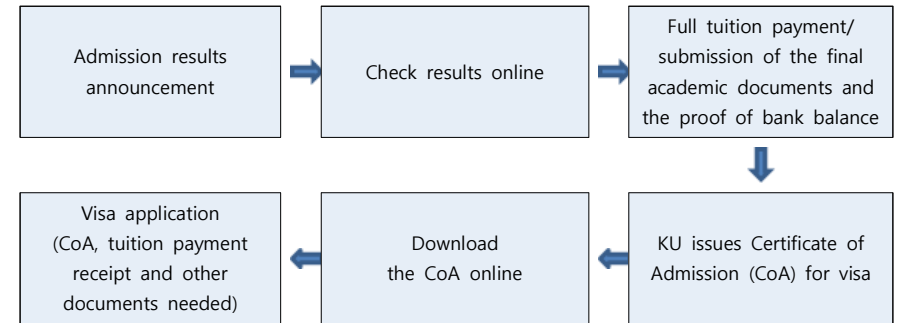 Admission results
announcement
Check results online
Full tuition payment/
submission of the final
academic documents and
the proof of bank balance
KU issues Certificate of
Admission (CoA) for visa
Download
the CoA online
Visa application
(CoA, tuition payment
receipt and other
documents needed)